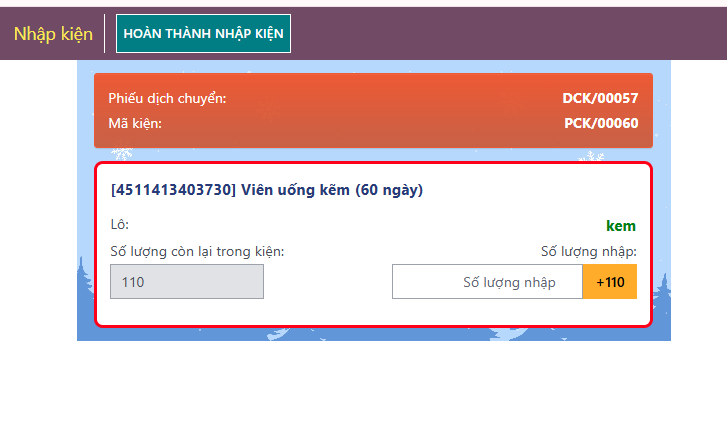 Nhập kiện HOÀN THÀNH NHẬP KIỆN
Phiếu dịch chuyển: DCK/00057
Mã kiện: PCK/00060
[4511413403730] Viên uống kẽm (60 ngày)
Lô: kem
Số lượng còn lại trong kiện: Số lượng nhập:
110 Số lượng nhập +110